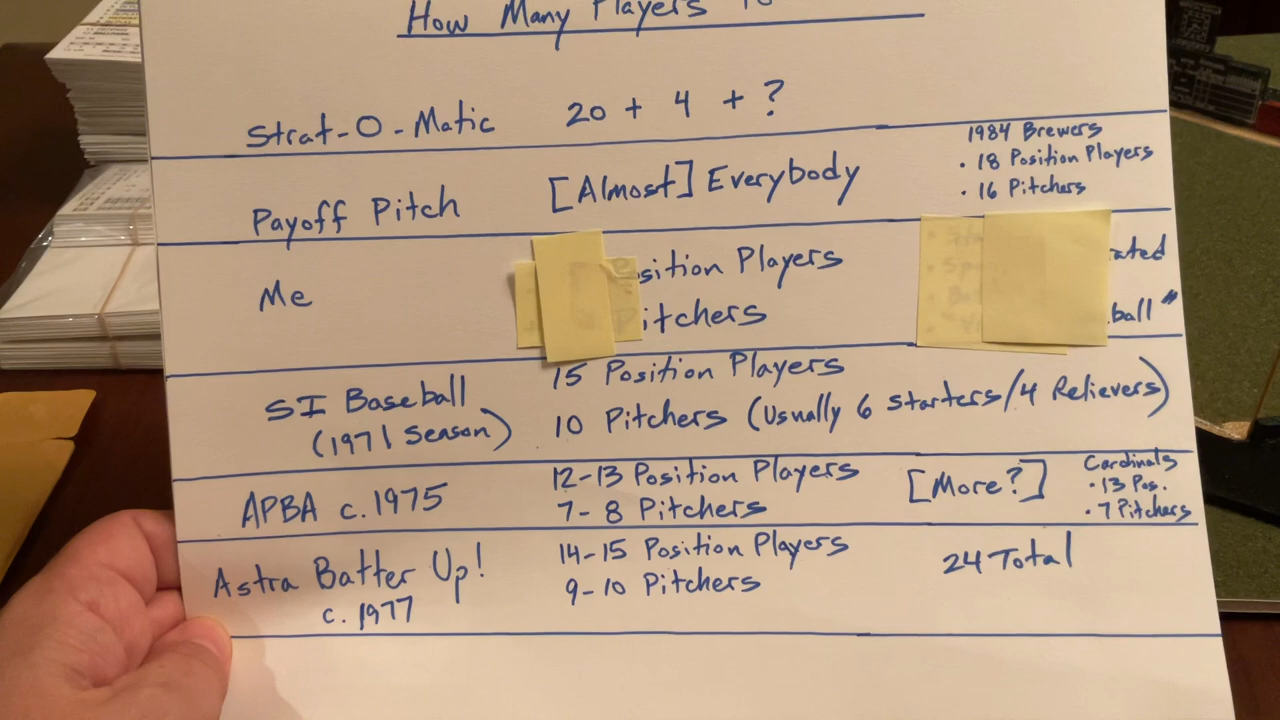 How Many Players To
Strat-O-Matic 20 + 4 + ?
Payoff Pitch [Almost] Everybody
1984 Brewers
• 18 Position Players
• 16 Pitchers
Me
Position Players
Pitchers
ated
ball"
SI Baseball
(1971 Season)
15 Position Players
10 Pitchers (Usually 6 starters/4 Relievers)
APBA c. 1975
12-13 Position Players
7-8 Pitchers
[More?]
Cardinals
• 13 Pos.
• 7 Pitchers
Astra Batter Up!
c. 1977
14-15 Position Players
9-10 Pitchers
24 Total